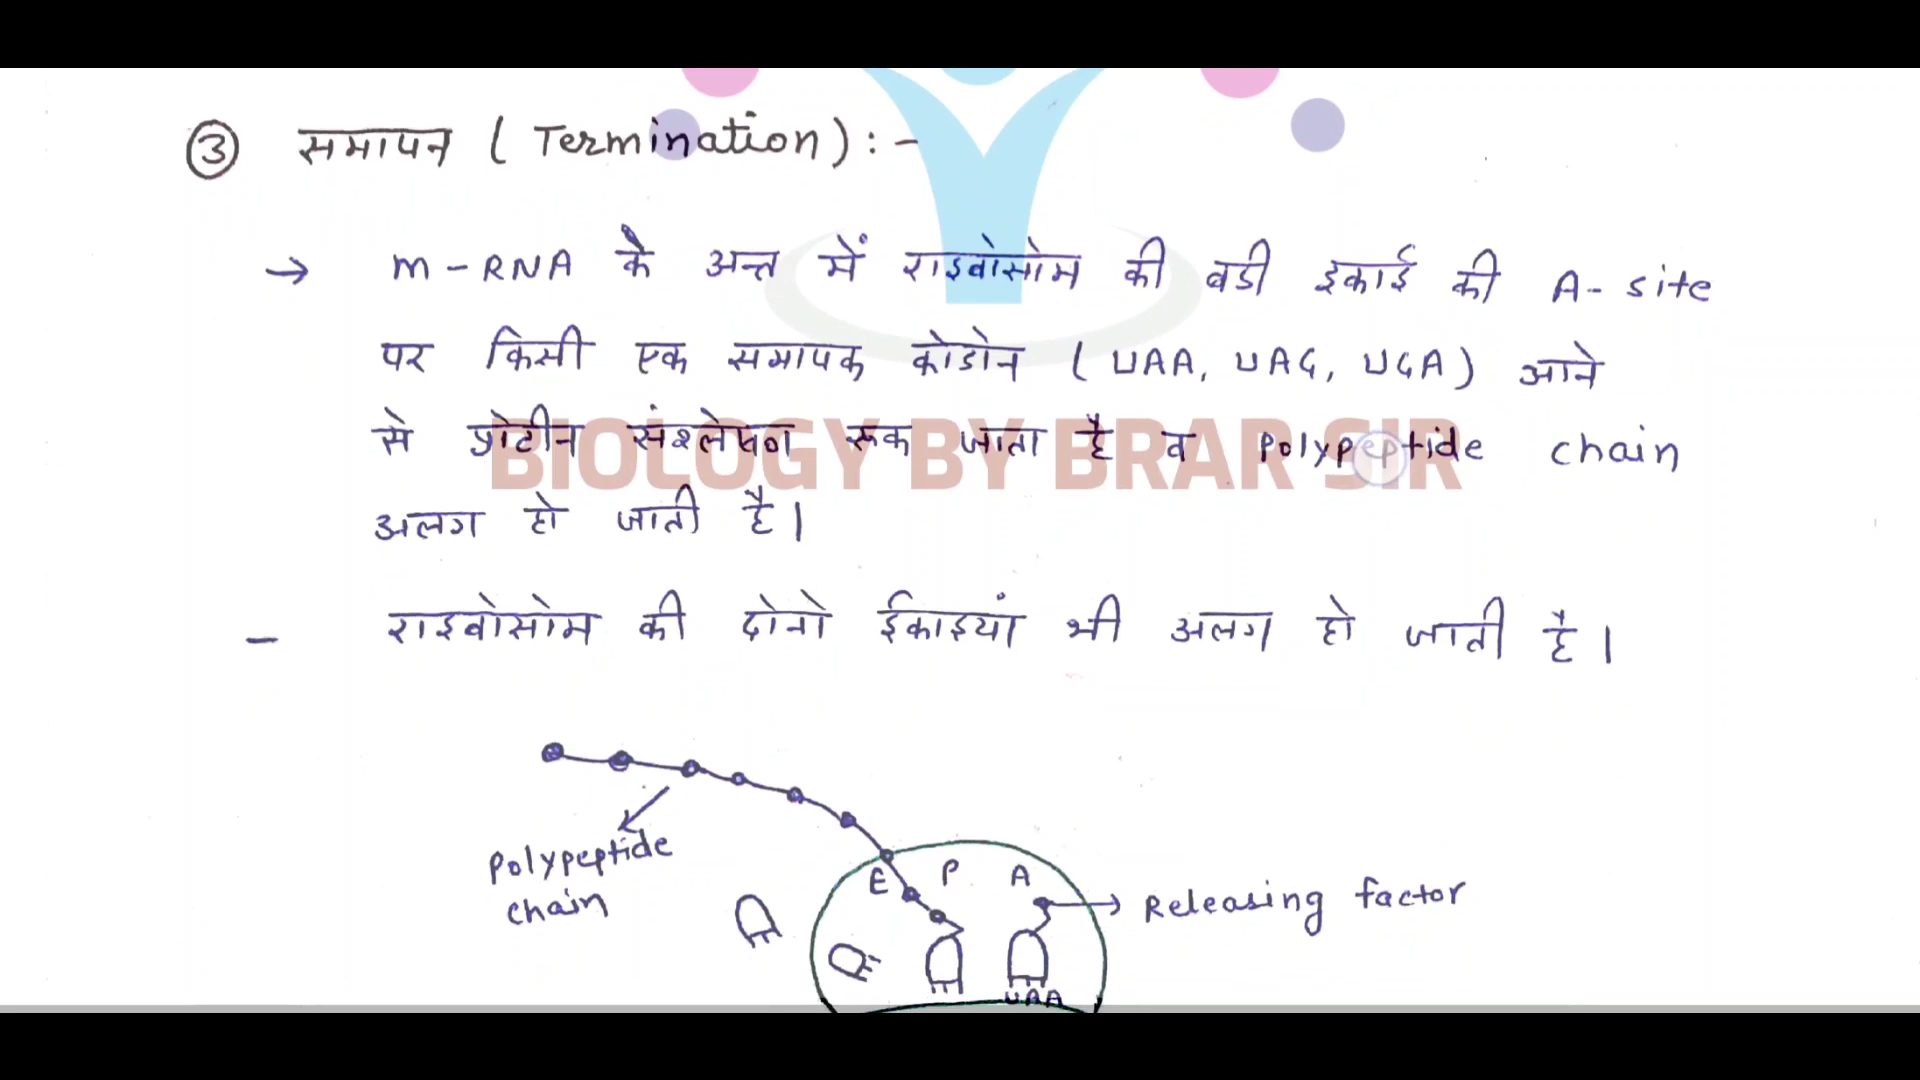 ③ समापन ( Termination ) : -
→ m-RNA के अन्त में राइबोसोम की बडी इकाई की A-site
पर किसी एक समापक कोडोन ( UAA, UAG, UGA ) आने
से प्रोटीन संश्लेषण रूक जाता है व Polypeptide chain
अलग हो जाती है।
BIOLOGY BY BRAR SIR
- राइबोसोम की दोनो ईकाइयां भी अलग हो जाती है।
Polypeptide
chain
E P A
Releasing factor
UAA